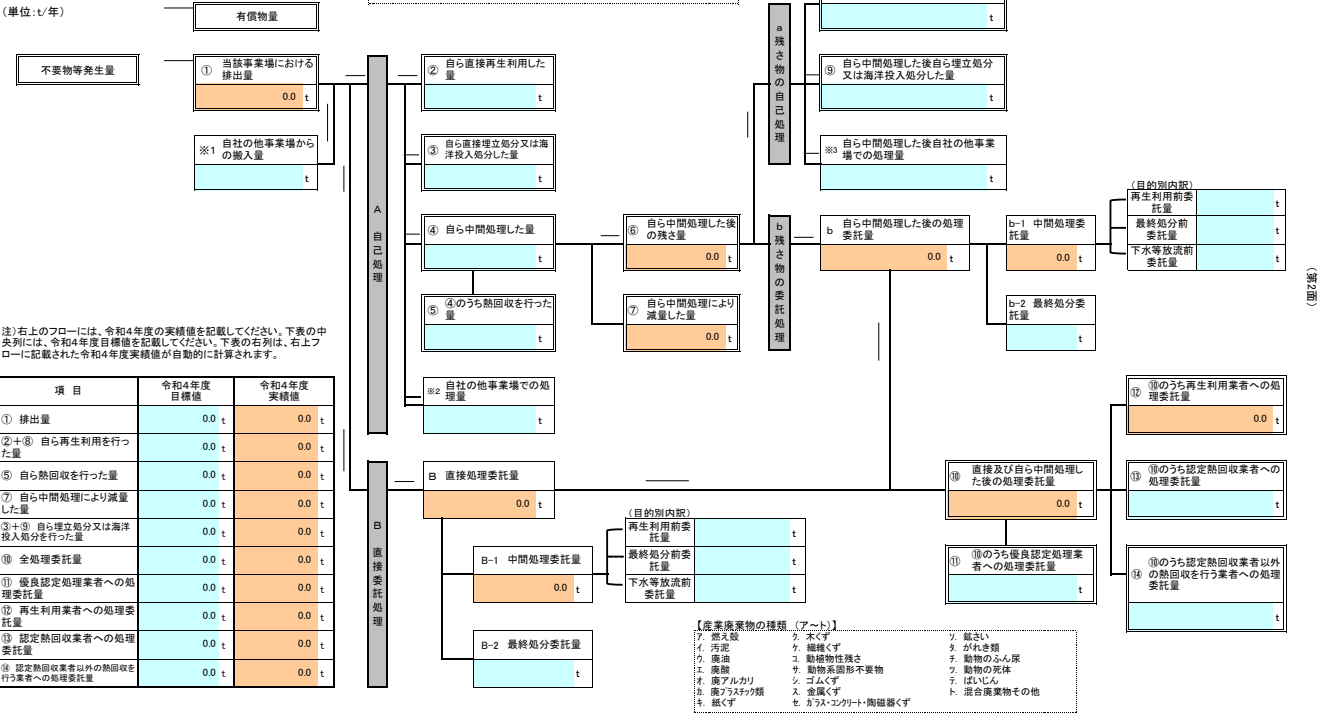 （単位：t/年）
有償物量
t
不要物等発生量
① 当該事業場における
排出量
0.0 t
※1 自社の他事業場から
の搬入量
t
A 自己処理
② 自ら直接再生利用した
量
t
③ 自ら直接埋立処分又は海
洋投入処分した量
t
④ 自ら中間処理した量
t
⑤ ④のうち熱回収を行った
量
t
※2 自社の他事業場での処
理量
t
⑥ 自ら中間処理した後
の残さ量
0.0 t
⑦ 自ら中間処理により
減量した量
0.0 t
a 残さ物の自己処理
⑨ 自ら中間処理した後自ら埋立処分
又は海洋投入処分した量
t
※3 自ら中間処理した後自社の他事業
場での処理量
t
b 残さ物の委託処理
b 自ら中間処理した後の処理
委託量
0.0 t
b-1 中間処理委
託量
0.0 t
b-2 最終処分委
託量
t
（目的別内訳）
再生利用前委
託量
t
最終処分前
委託量
t
下水等放流前
委託量
t
（第2面）
注）右上のフローには、令和4年度の実績値を記載してください。下表の中
央列には、令和4年度目標値を記載してください。下表の右列は、右上フ
ローに記載された令和4年度実績値が自動的に計算されます。
項 目
令和4年度
目標値
令和4年度
実績値
① 排出量 0.0 t 0.0 t
②＋⑧ 自ら再生利用を行っ
た量 0.0 t 0.0 t
⑤ 自ら熱回収を行った量 0.0 t 0.0 t
⑦ 自ら中間処理により減量
した量 0.0 t 0.0 t
③＋⑨ 自ら埋立処分又は海洋
投入処分を行った量 0.0 t 0.0 t
⑩ 全処理委託量 0.0 t 0.0 t
⑪ 優良認定処理業者への処
理委託量 0.0 t 0.0 t
⑫ 再生利用業者への処理委
託量 0.0 t 0.0 t
⑬ 認定熱回収業者への処理
委託量 0.0 t 0.0 t
⑭ 認定熱回収業者以外の熱回収を
行う業者への処理委託量 0.0 t 0.0 t
B 直接委託処理
B 直接処理委託量
0.0 t
B-1 中間処理委託量
0.0 t
B-2 最終処分委託量
t
（目的別内訳）
再生利用前委
託量
t
最終処分前委
託量
t
下水等放流前
委託量
t
⑩ 直接及び自ら中間処理し
た後の処理委託量
0.0 t
⑪ ⑩のうち優良認定処理業
者への処理委託量
t
⑫ ⑩のうち再生利用業者への処
理委託量
0.0 t
⑬ ⑩のうち認定熱回収業者への
処理委託量
t
⑭ ⑩のうち認定熱回収業者以外
の熱回収を行う業者への処理
委託量
t
【産業廃棄物の種類 （ア～ト）】
ア. 燃え殻 ク. 木くず ソ. 鉱さい
イ. 汚泥 ケ. 繊維くず タ. がれき類
ウ. 廃油 コ. 動植物性残さ チ. 動物のふん尿
エ. 廃酸 サ. 動物系固形不要物 ツ. 動物の死体
オ. 廃アルカリ シ. ゴムくず テ. ばいじん
カ. 廃プラスチック類 ス. 金属くず ト. 混合廃棄物その他
キ. 紙くず セ. ガラス・コンクリート・陶磁器くず